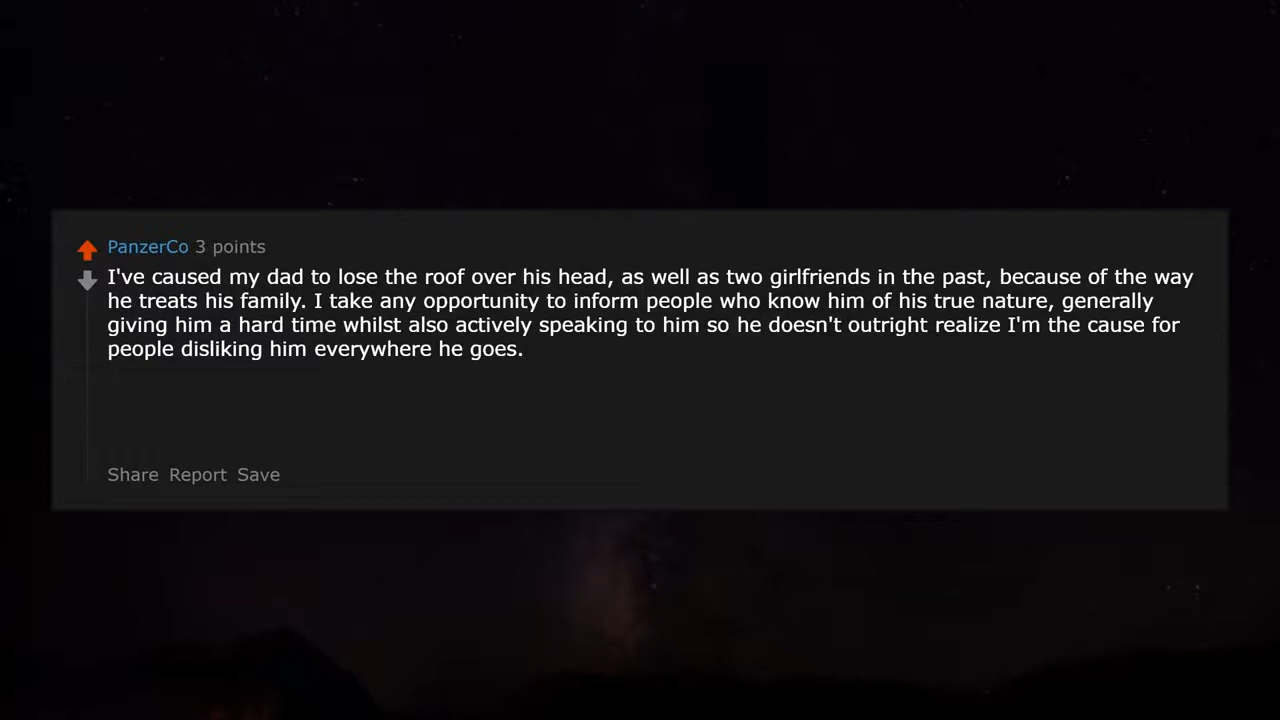 PanzerCo 3 points
I've caused my dad to lose the roof over his head, as well as two girlfriends in the past, because of the way
he treats his family. I take any opportunity to inform people who know him of his true nature, generally
giving him a hard time whilst also actively speaking to him so he doesn't outright realize I'm the cause for
people disliking him everywhere he goes.
Share Report Save